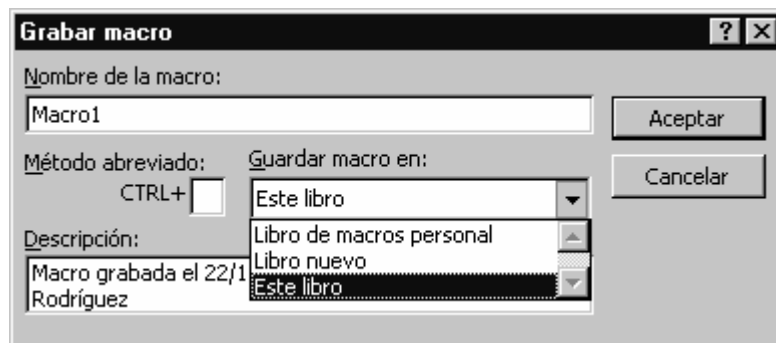 Grabar macro
Nombre de la macro:
Macro1
Aceptar
Método abreviado:
CTRL+
Guardar macro en:
Este libro
Cancelar
Libro de macros personal
Libro nuevo
Este libro
Descripción:
Macro grabada el 22/1
Rodríguez